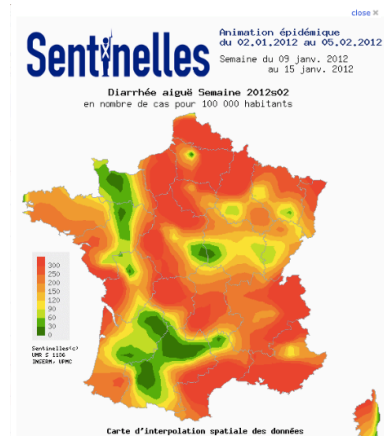 close ×
Sentinelles
Animation épidémique
du 02.01.2012 au 05.02.2012
Semaine du 09 janv. 2012
au 15 janv. 2012
Diarrhée aiguë Semaine 2012s02
en nombre de cas pour 100 000 habitants
300
250
200
150
120
90
60
30
0
Sentinelles(c)
UMR S 1106
INSERM, UPMC
Carte d'interpolation spatiale des données